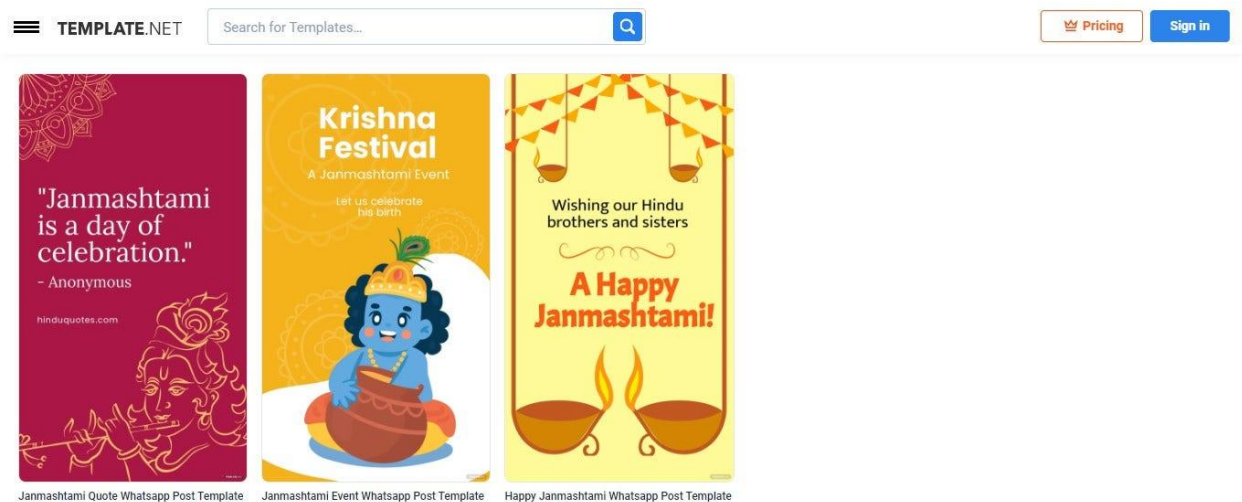 TEMPLATE.NET
Search for Templates...
Pricing
Sign in
"Janmashtami
is a day of
celebration."
- Anonymous
hinduquotes.com
Krishna
Festival
A Janmashtami Event
Let us celebrate
his birth
Wishing our Hindu
brothers and sisters
A Happy
Janmashtami!
Janmashtami Quote Whatsapp Post Template
Janmashtami Event Whatsapp Post Template
Happy Janmashtami Whatsapp Post Template